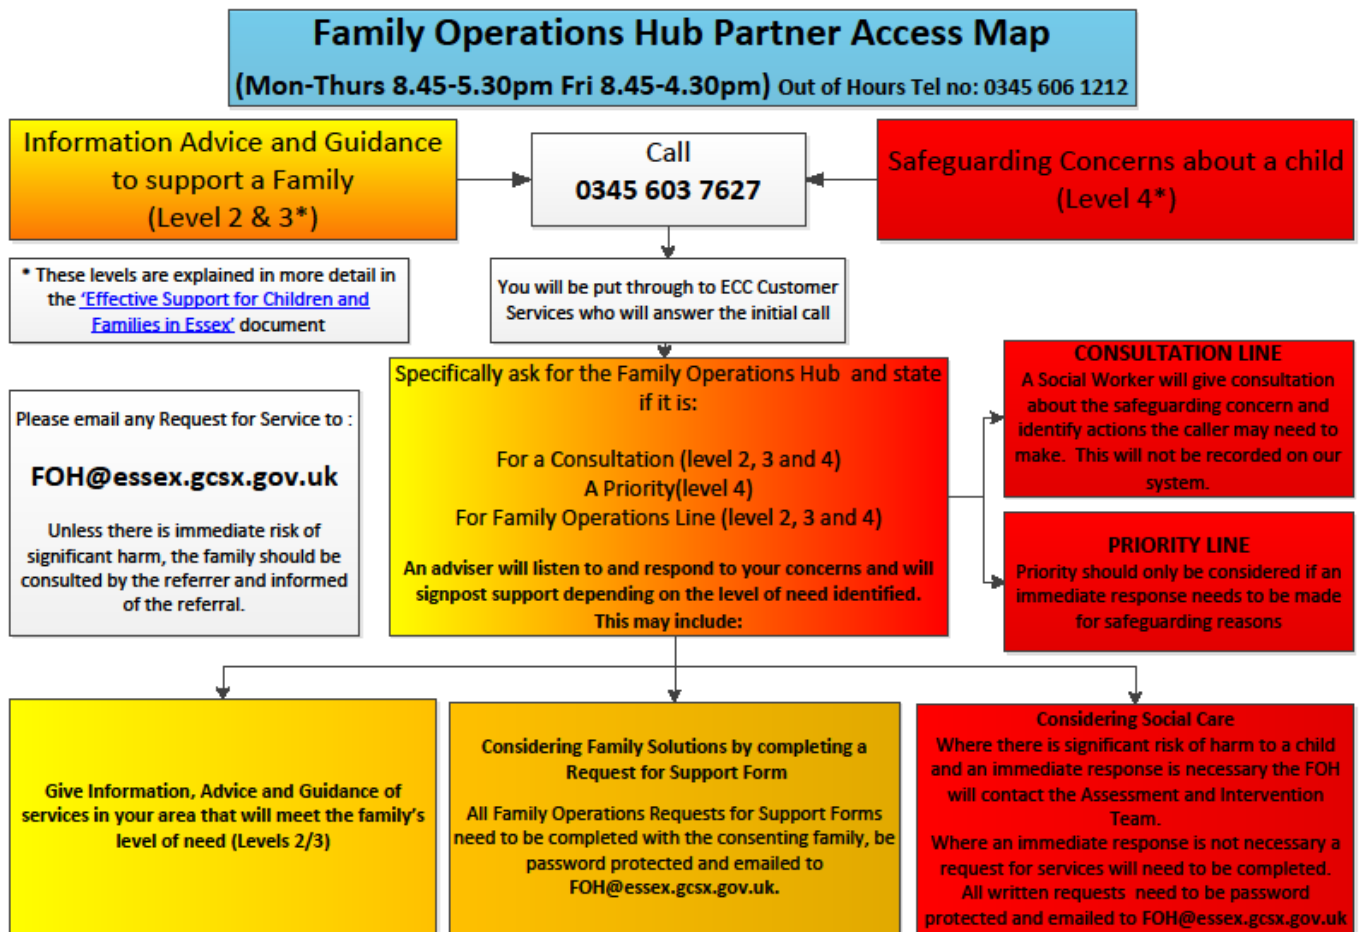 Family Operations Hub Partner Access Map
(Mon-Thurs 8.45-5.30pm Fri 8.45-4.30pm) Out of Hours Tel no: 0345 606 1212
Information Advice and Guidance
to support a Family
(Level 2 & 3*)
Call
0345 603 7627
Safeguarding Concerns about a child
(Level 4*)
* These levels are explained in more detail in
the 'Effective Support for Children and
Families in Essex' document
You will be put through to ECC Customer
Services who will answer the initial call
Please email any Request for Service to :
FOH@essex.gcsx.gov.uk
Unless there is immediate risk of
significant harm, the family should be
consulted by the referrer and informed
of the referral.
Specifically ask for the Family Operations Hub and state
if it is:
For a Consultation (level 2, 3 and 4)
A Priority(level 4)
For Family Operations Line (level 2, 3 and 4)
An adviser will listen to and respond to your concerns and will
signpost support depending on the level of need identified.
This may include:
CONSULTATION LINE
A Social Worker will give consultation
about the safeguarding concern and
identify actions the caller may need to
make. This will not be recorded on our
system.
PRIORITY LINE
Priority should only be considered if an
immediate response needs to be made
for safeguarding reasons
Give Information, Advice and Guidance of
services in your area that will meet the family's
level of need (Levels 2/3)
Considering Family Solutions by completing a
Request for Support Form
All Family Operations Requests for Support Forms
need to be completed with the consenting family, be
password protected and emailed to
FOH@essex.gcsx.gov.uk.
Considering Social Care
Where there is significant risk of harm to a child
and an immediate response is necessary the FOH
will contact the Assessment and Intervention
Team.
Where an immediate response is not necessary a
request for services will need to be completed.
All written requests need to be password
protected and emailed to FOH@essex.gcsx.gov.uk